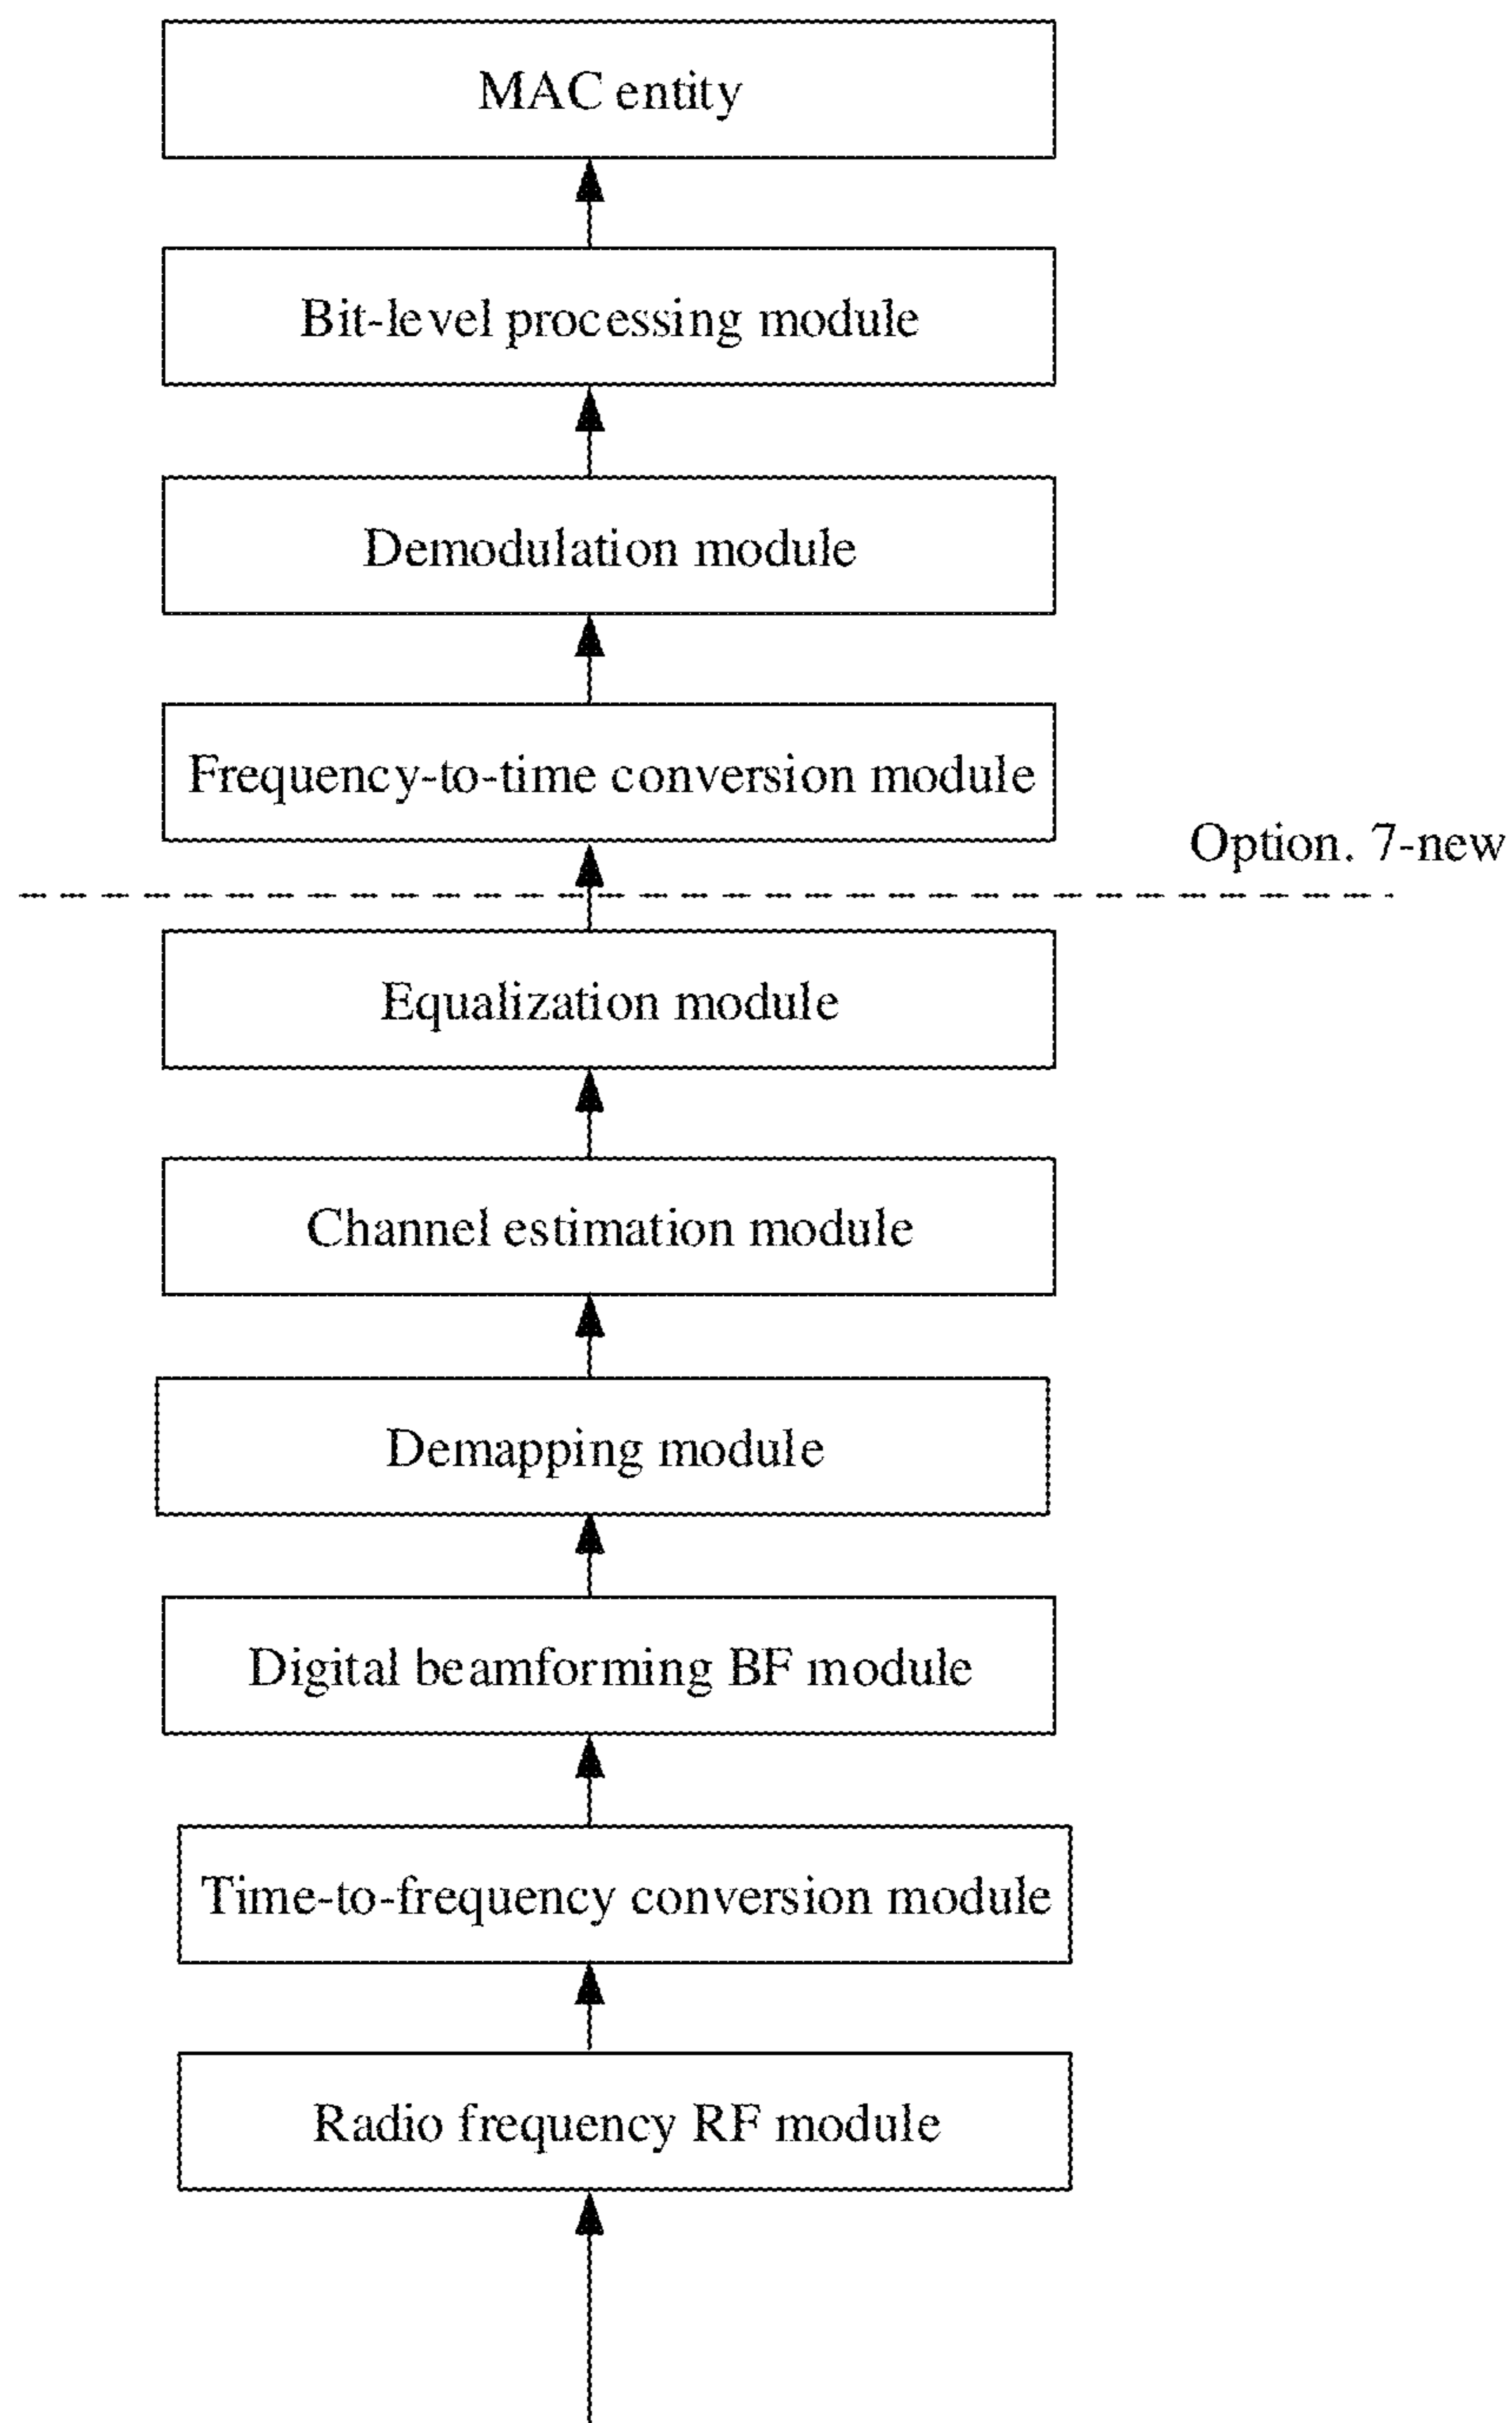 MAC entity
Bit-level processing module
Demodulation module
Frequency-to-time conversion module
Option. 7-new
Equalization module
Channel estimation module
Demapping module
Digital beamforming BF module
Time-to-frequency conversion module
Radio frequency RF module